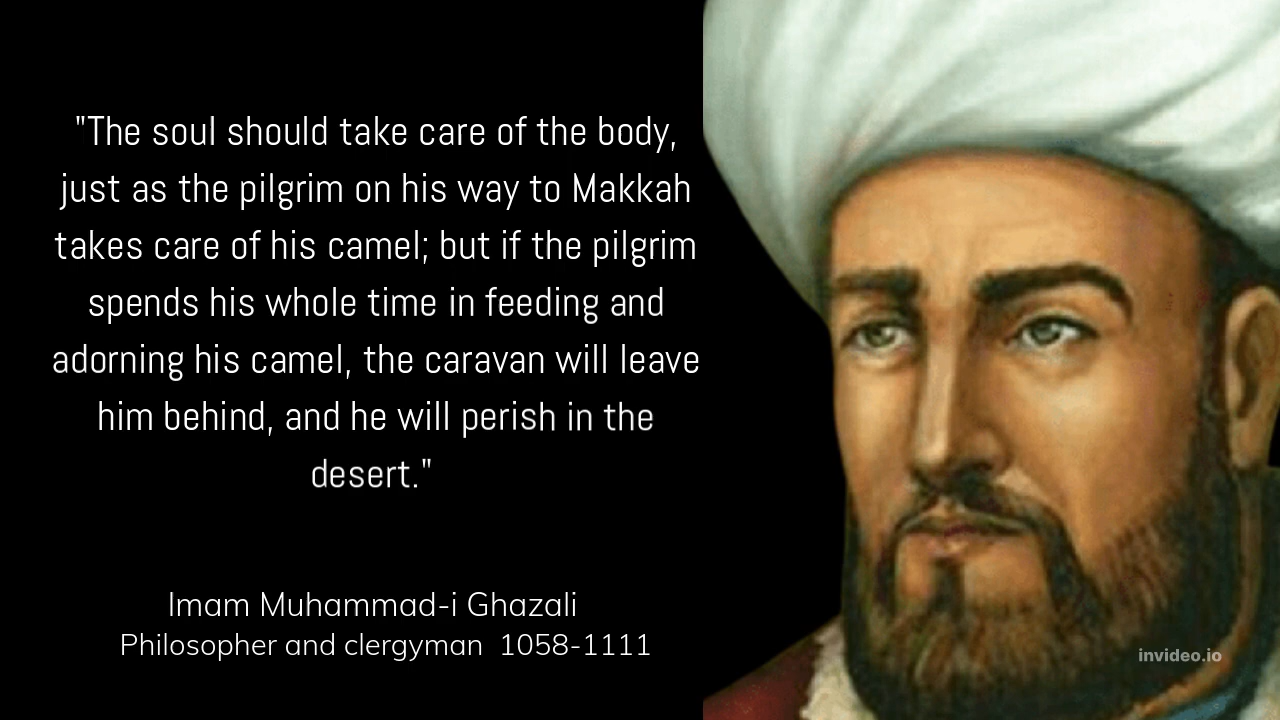 "The soul should take care of the body,
just as the pilgrim on his way to Makkah
takes care of his camel; but if the pilgrim
spends his whole time in feeding and
adorning his camel, the caravan will leave
him behind, and he will perish in the
desert."
Imam Muhammad-i Ghazali
Philosopher and clergyman 1058-1111
invideo.io